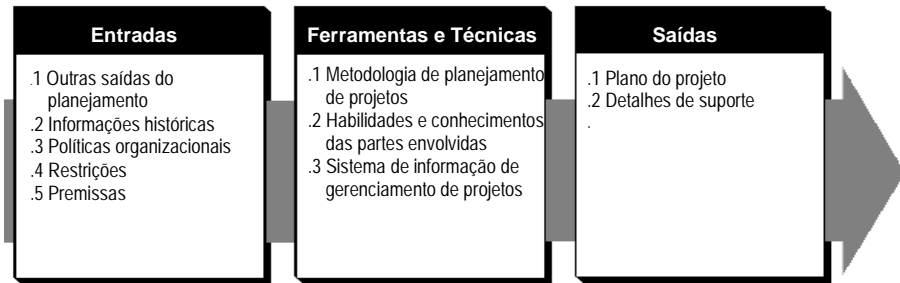 Entradas
.1 Outras saídas do
planejamento
.2 Informações históricas
.3 Políticas organizacionais
.4 Restrições
.5 Premissas
Ferramentas e Técnicas
.1 Metodologia de planejamento
de projetos
.2 Habilidades e conhecimentos
das partes envolvidas
.3 Sistema de informação de
gerenciamento de projetos
Saídas
.1 Plano do projeto
.2 Detalhes de suporte
.